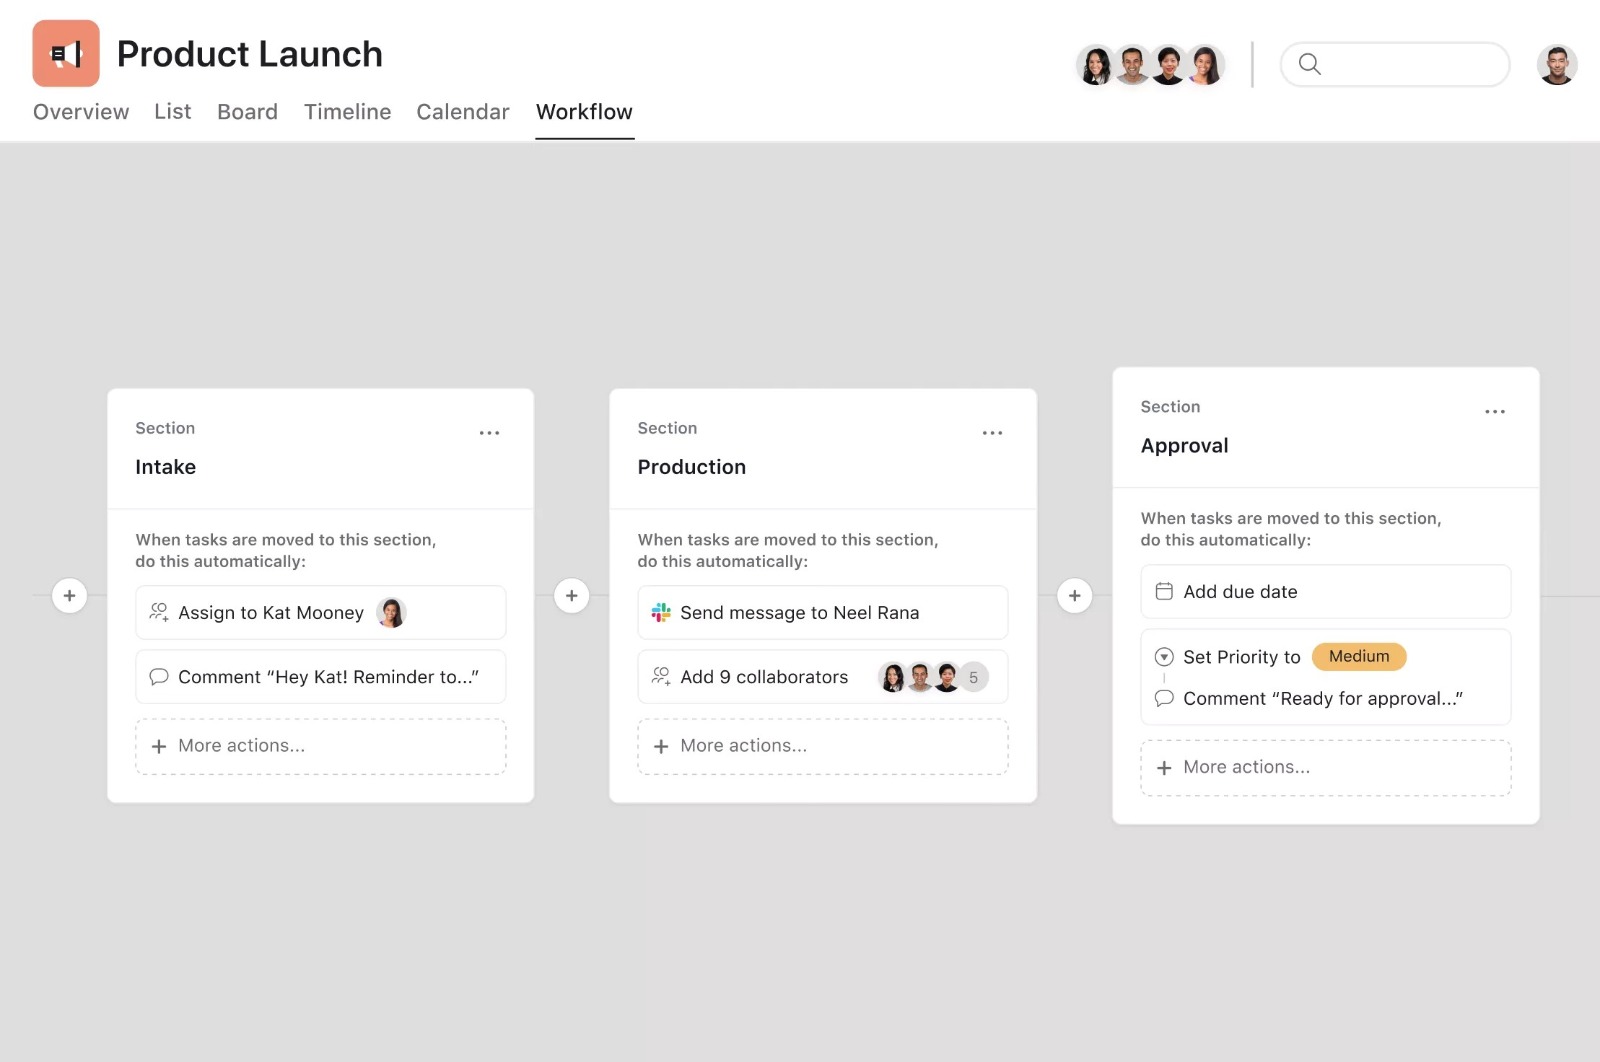 Product Launch
Overview List Board Timeline Calendar Workflow
Section
Intake
When tasks are moved to this section,
do this automatically:
Assign to Kat Mooney
Comment “Hey Kat! Reminder to...”
+ More actions...
Section
Production
When tasks are moved to this section,
do this automatically:
Send message to Neel Rana
Add 9 collaborators 5
+ More actions...
Section
Approval
When tasks are moved to this section,
do this automatically:
Add due date
Set Priority to Medium
Comment “Ready for approval...”
+ More actions...